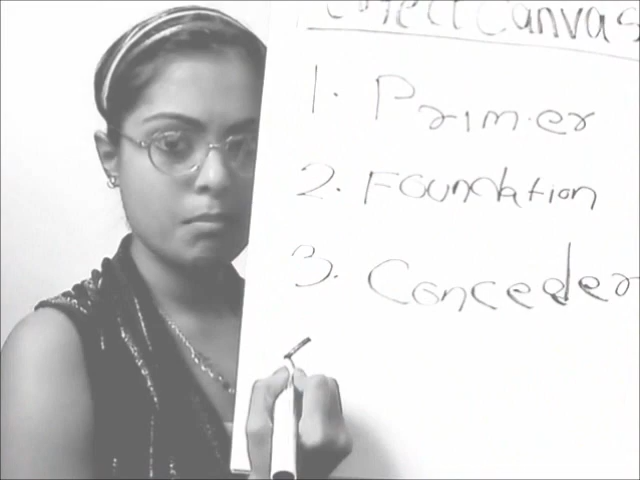 Canvas
1. Primer
2. Foundation
3. Conceder